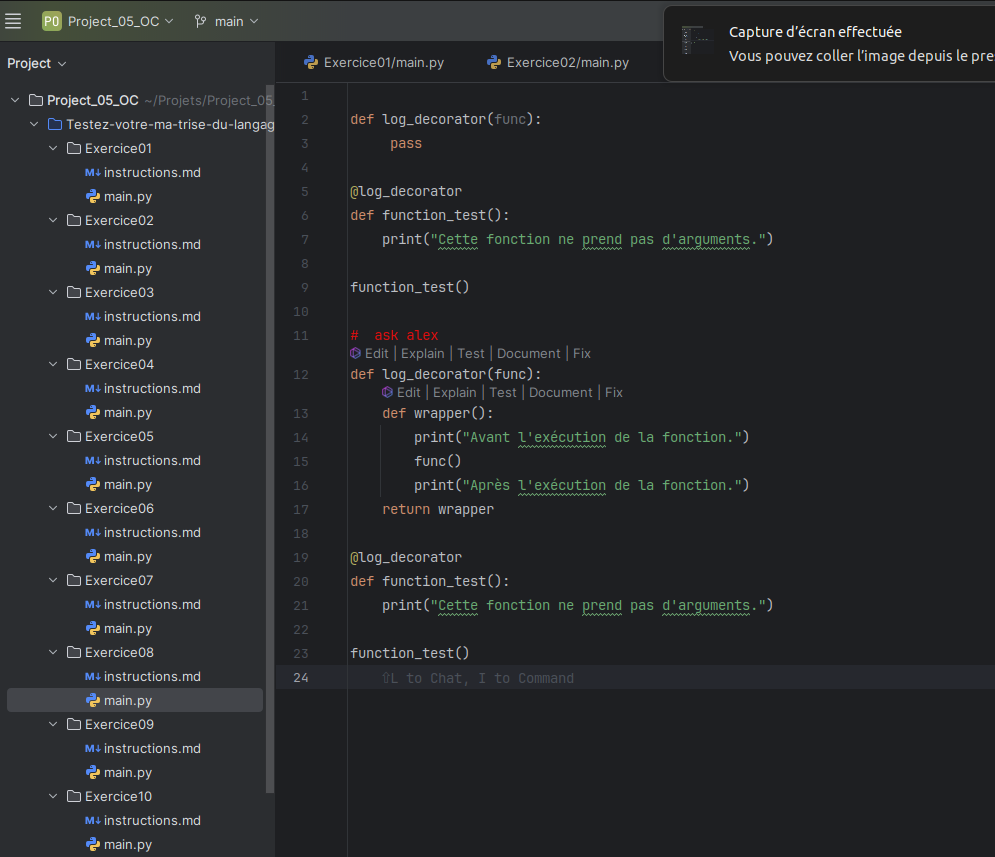 PO Project_05_OC main
Capture d'écran effectuée
Vous pouvez coller l'image depuis le pre
Project
Exercice01/main.py Exercice02/main.py
Project_05_OC ~/Projets/Project_05_
Testez-votre-ma-trise-du-langag
Exercice01
M↓ instructions.md
main.py
Exercice02
M↓ instructions.md
main.py
Exercice03
M↓ instructions.md
main.py
Exercice04
M↓ instructions.md
main.py
Exercice05
M↓ instructions.md
main.py
Exercice06
M↓ instructions.md
main.py
Exercice07
M↓ instructions.md
main.py
Exercice08
M↓ instructions.md
main.py
Exercice09
M↓ instructions.md
main.py
Exercice10
M↓ instructions.md
main.py
1
2 def log_decorator(func):
3 pass
4
5 @log_decorator
6 def function_test():
7 print("Cette fonction ne prend pas d'arguments.")
8
9 function_test()
10
11 # ask alex
Edit | Explain | Test | Document | Fix
12 def log_decorator(func):
Edit | Explain | Test | Document | Fix
13 def wrapper():
14 print("Avant l'exécution de la fonction.")
15 func()
16 print("Après l'exécution de la fonction.")
17 return wrapper
18
19 @log_decorator
20 def function_test():
21 print("Cette fonction ne prend pas d'arguments.")
22
23 function_test()
24 ⇧L to Chat, I to Command